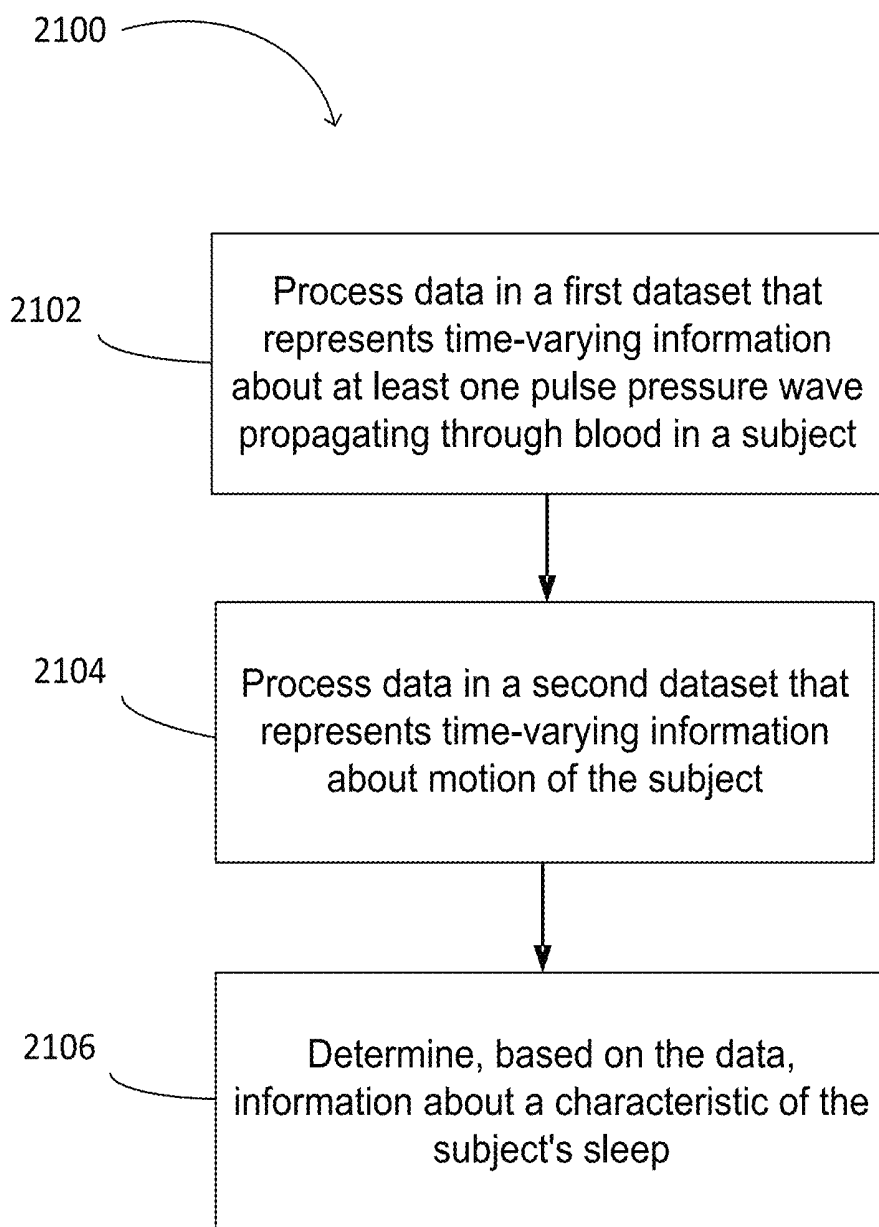 2100
2102
Process data in a first dataset that
represents time-varying information
about at least one pulse pressure wave
propagating through blood in a subject
2104
Process data in a second dataset that
represents time-varying information
about motion of the subject
2106
Determine, based on the data,
information about a characteristic of the
subject's sleep